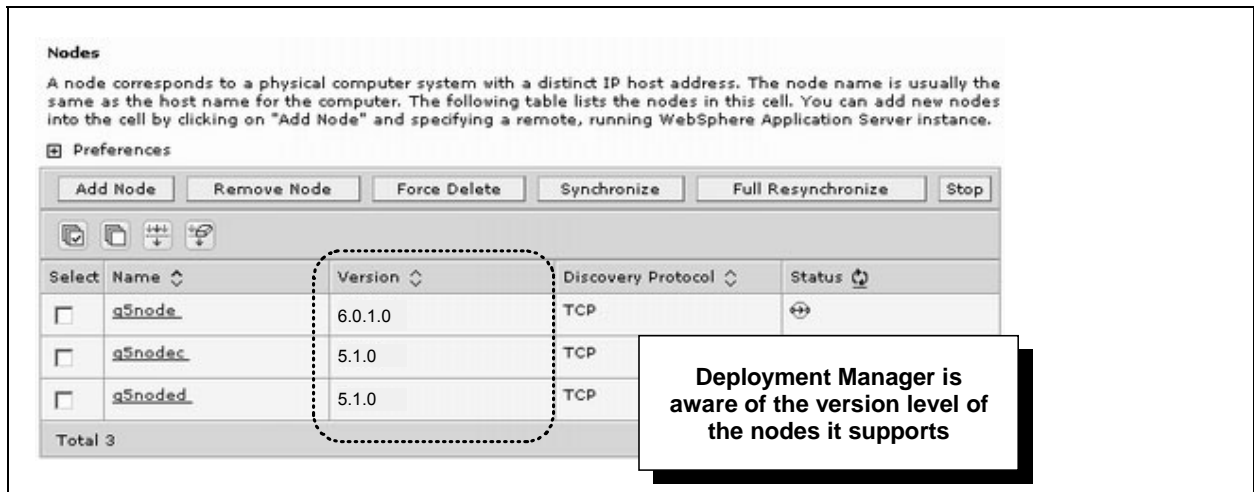 Nodes
A node corresponds to a physical computer system with a distinct IP host address. The node name is usually the
same as the host name for the computer. The following table lists the nodes in this cell. You can add new nodes
into the cell by clicking on "Add Node" and specifying a remote, running WebSphere Application Server instance.
Preferences
Add Node Remove Node Force Delete Synchronize Full Resynchronize Stop
Select Name Version Discovery Protocol Status
g5node 6.0.1.0 TCP
g5nodec 5.1.0 TCP
g5noded 5.1.0 TCP
Total 3
Deployment Manager is
aware of the version level of
the nodes it supports